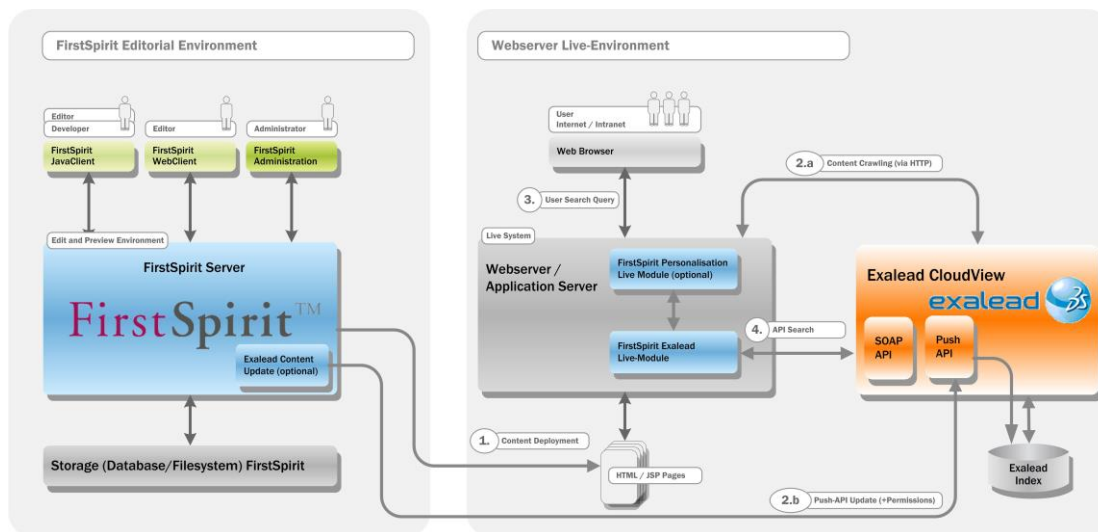 FirstSpirit Editorial Environment
Editor
Developer
FirstSpirit
JavaClient
Editor
FirstSpirit
WebClient
Administrator
FirstSpirit
Administration
Edit and Preview Environment
FirstSpirit Server
FirstSpirit™
Exalead Content
Update (optional)
Storage (Database/Filesystem) FirstSpirit
Webserver Live-Environment
User
Internet / Intranet
Web Browser
3. User Search Query
2.a Content Crawling (via HTTP)
Live System
Webserver /
Application Server
FirstSpirit Personalisation
Live Module (optional)
FirstSpirit Exalead
Live-Module
4. API Search
Exalead CloudView
exalead
SOAP
API
Push
API
1. Content Deployment
HTML / JSP Pages
Exalead
Index
2.b Push-API Update (+Permissions)